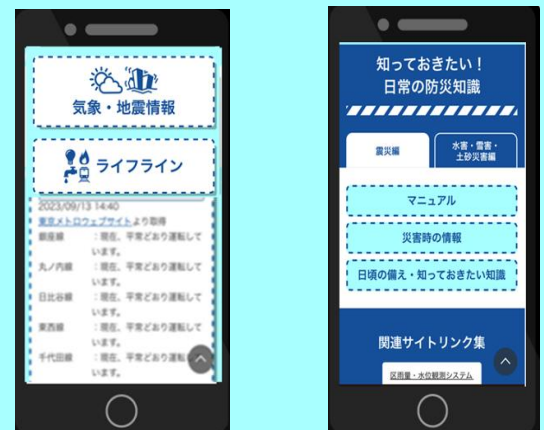 気象・地震情報
ライフライン
2023/09/13 14:40
東京メトロウェブサイトより取得
銀座線 ：現在、平常どおり運転して
います。
丸ノ内線 ：現在、平常どおり運転して
います。
日比谷線 ：現在、平常どおり運転して
います。
東西線 ：現在、平常どおり運転して
います。
千代田線 ：現在、平常どおり運転
います。
知っておきたい！
日常の防災知識
震災編
水害・雪害・
土砂災害編
マニュアル
災害時の情報
日頃の備え・知っておきたい知識
関連サイトリンク集
区雨量・水位観測システム